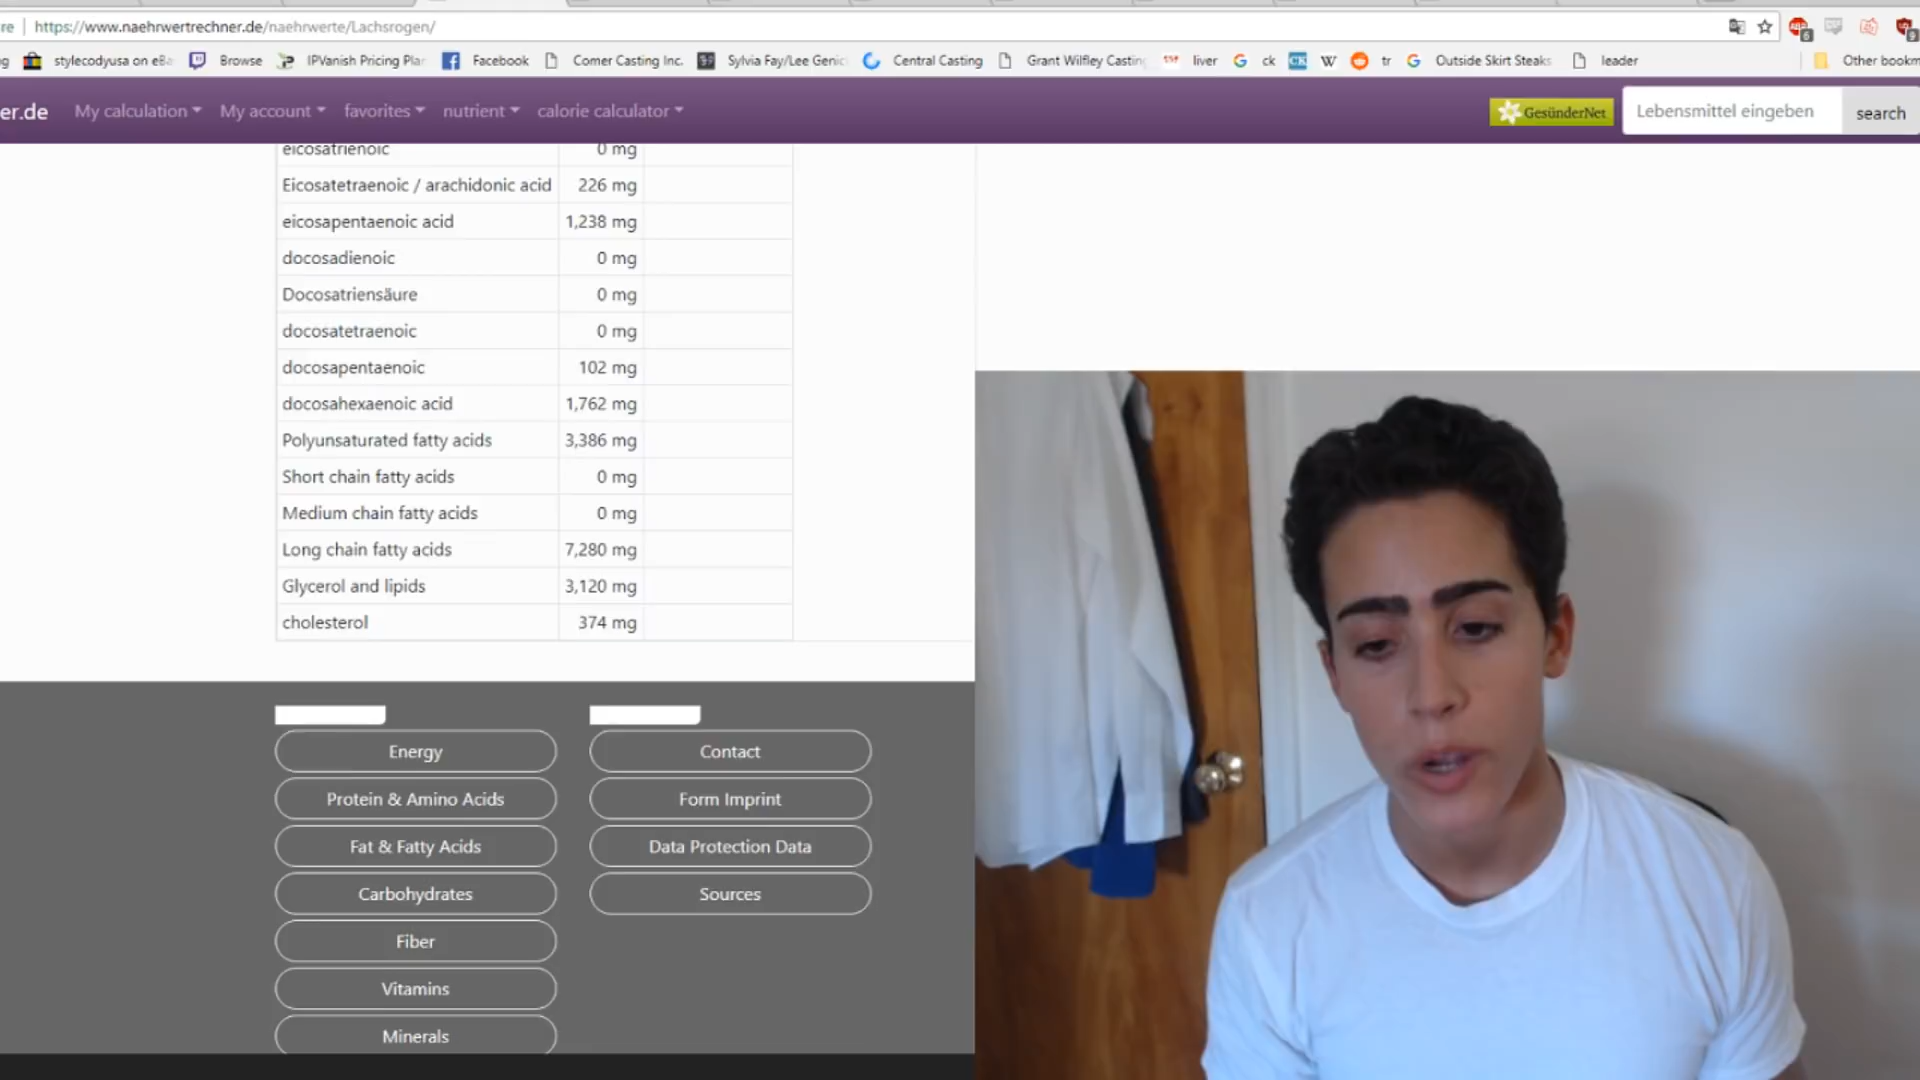 re | https://www.naehrwertrechner.de/naehrwerte/Lachsrogen/
6
9
g stylecodyusa on eBa Browse IPVanish Pricing Plan Facebook Comer Casting Inc. Sylvia Fay/Lee Genic Central Casting Grant Wilfley Casting liver G ck CK W tr G Outside Skirt Steaks leader Other bookm
er.de My calculation My account favorites nutrient calorie calculator GesünderNet Lebensmittel eingeben search
eicosatrienoic 0 mg
Eicosatetraenoic / arachidonic acid 226 mg
eicosapentaenoic acid 1,238 mg
docosadienoic 0 mg
Docosatriensäure 0 mg
docosatetraenoic 0 mg
docosapentaenoic 102 mg
docosahexaenoic acid 1,762 mg
Polyunsaturated fatty acids 3,386 mg
Short chain fatty acids 0 mg
Medium chain fatty acids 0 mg
Long chain fatty acids 7,280 mg
Glycerol and lipids 3,120 mg
cholesterol 374 mg
Energy Contact
Protein & Amino Acids Form Imprint
Fat & Fatty Acids Data Protection Data
Carbohydrates Sources
Fiber
Vitamins
Minerals